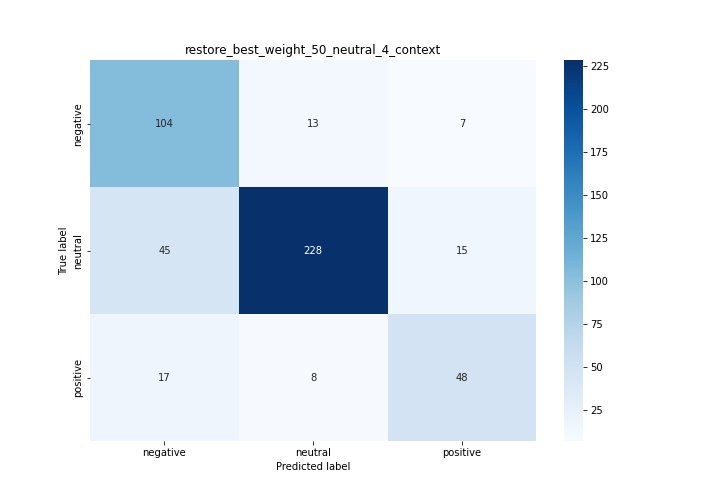 restore_best_weight_50_neutral_4_context
negative
104
13
7
True label
neutral
45
228
15
positive
17
8
48
negative
neutral
positive
Predicted label
225
200
175
150
125
100
75
50
25